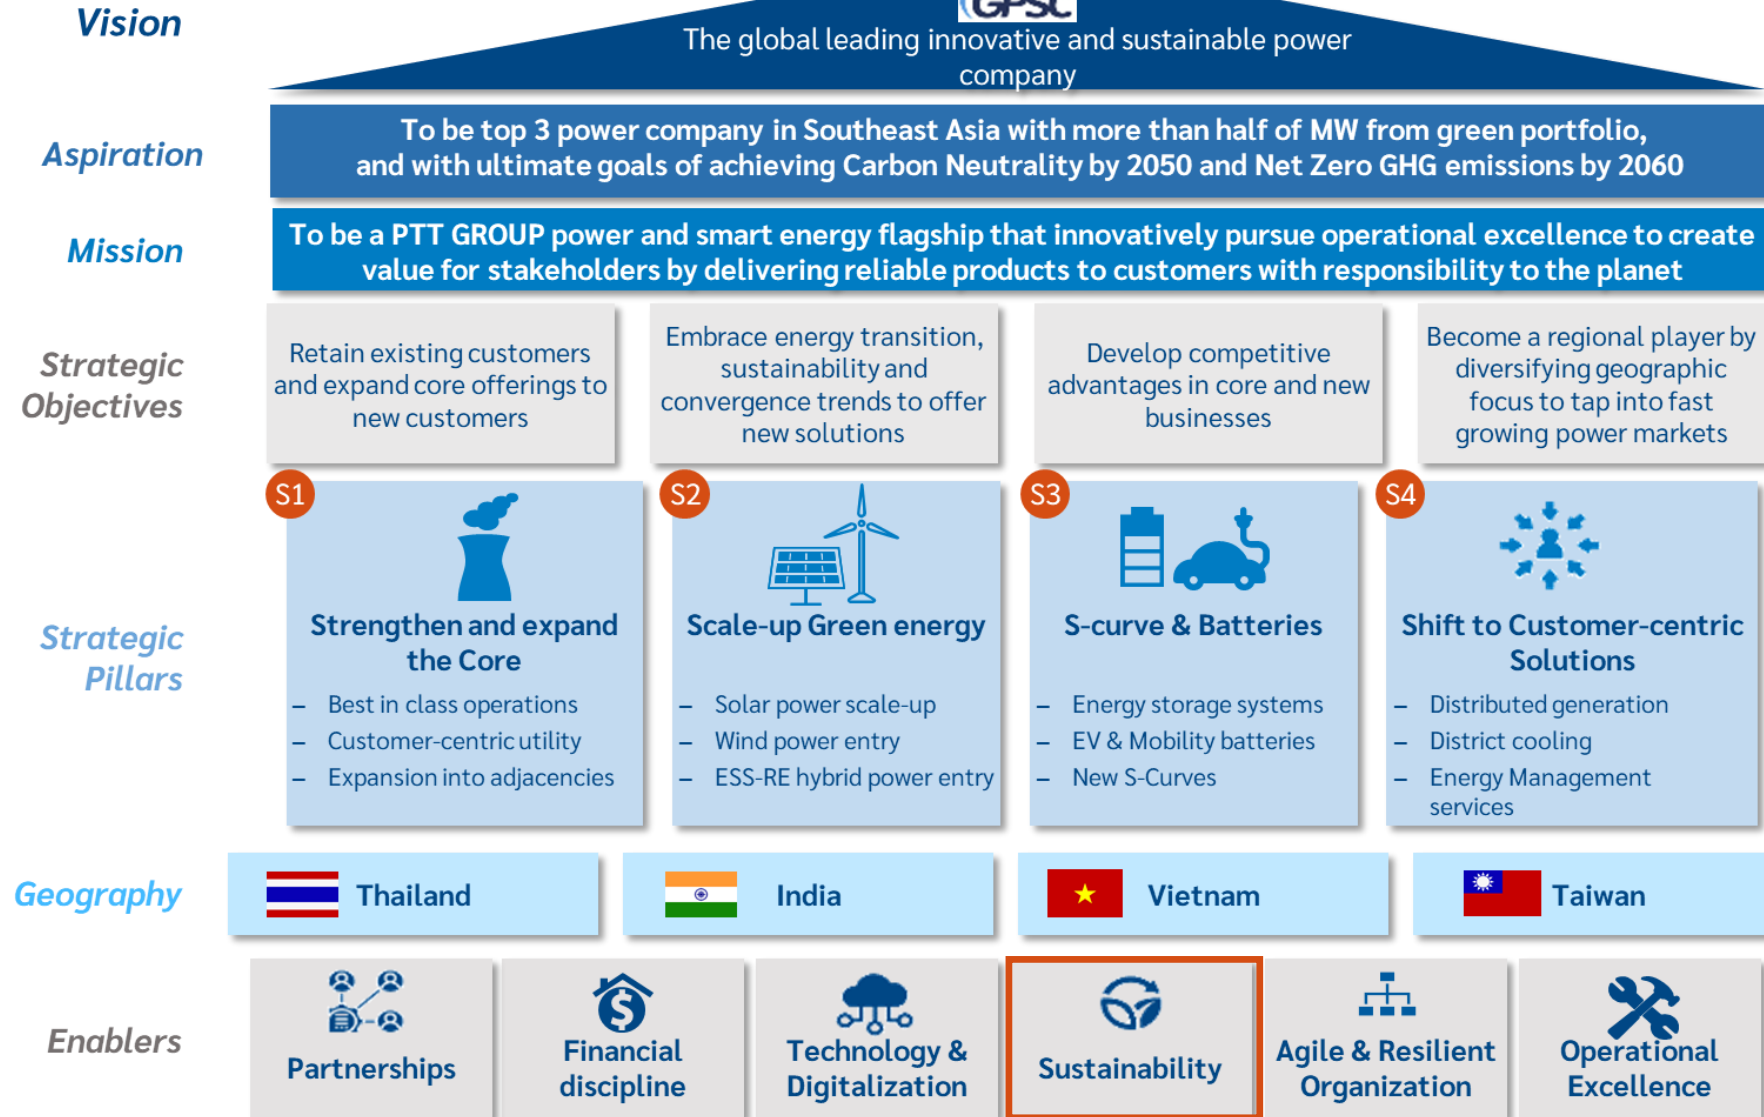 Vision
GPSC
The global leading innovative and sustainable power
company
Aspiration
To be top 3 power company in Southeast Asia with more than half of MW from green portfolio,
and with ultimate goals of achieving Carbon Neutrality by 2050 and Net Zero GHG emissions by 2060
Mission
To be a PTT GROUP power and smart energy flagship that innovatively pursue operational excellence to create
value for stakeholders by delivering reliable products to customers with responsibility to the planet
Strategic
Objectives
Retain existing customers
and expand core offerings to
new customers
Embrace energy transition,
sustainability and
convergence trends to offer
new solutions
Develop competitive
advantages in core and new
businesses
Become a regional player by
diversifying geographic
focus to tap into fast
growing power markets
Strategic
Pillars
S1
Strengthen and expand
the Core
– Best in class operations
– Customer-centric utility
– Expansion into adjacencies
S2
Scale-up Green energy
– Solar power scale-up
– Wind power entry
– ESS-RE hybrid power entry
S3
S-curve & Batteries
– Energy storage systems
– EV & Mobility batteries
– New S-Curves
S4
Shift to Customer-centric
Solutions
– Distributed generation
– District cooling
– Energy Management
services
Geography
Thailand
India
Vietnam
Taiwan
Enablers
Partnerships
Financial
discipline
Technology &
Digitalization
Sustainability
Agile & Resilient
Organization
Operational
Excellence